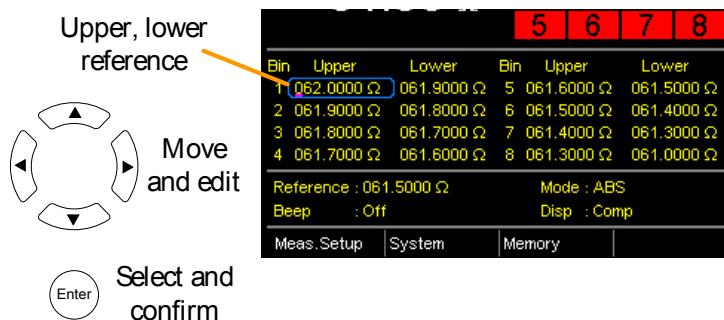 Upper, lower
reference
5 6 7 8
Bin Upper Lower Bin Upper Lower
1 062.0000 Ω 061.9000 Ω 5 061.6000 Ω 061.5000 Ω
2 061.9000 Ω 061.8000 Ω 6 061.5000 Ω 061.4000 Ω
3 061.8000 Ω 061.7000 Ω 7 061.4000 Ω 061.3000 Ω
4 061.7000 Ω 061.6000 Ω 8 061.3000 Ω 061.0000 Ω
Move
and edit
Reference : 061.5000 Ω Mode : ABS
Beep : Off Disp : Comp
Meas.Setup System Memory
Enter
Select and
confirm